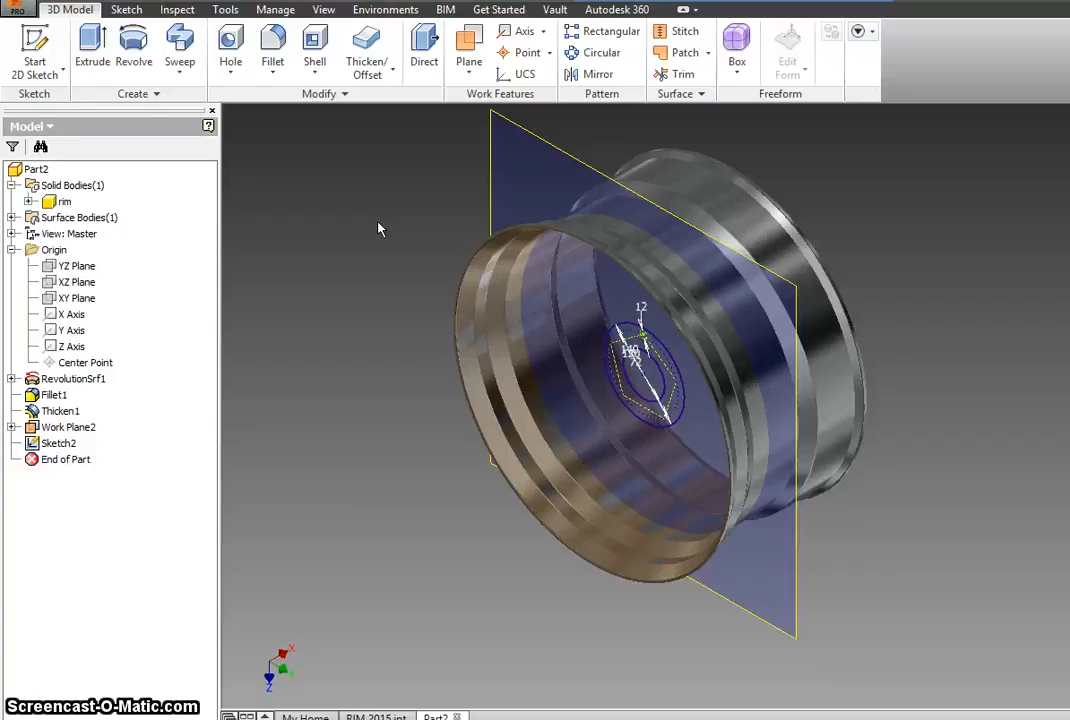 PRO
3D Model Sketch Inspect Tools Manage View Environments BIM Get Started Vault Autodesk 360
Start
2D Sketch
Extrude Revolve Sweep
Hole Fillet Shell Thicken/
Offset
Direct
Plane
Axis
Point
UCS
Rectangular
Circular
Mirror
Stitch
Patch
Trim
Box
Edit
Form
Sketch Create Modify Work Features Pattern Surface Freeform
Model
Part2
Solid Bodies(1)
rim
Surface Bodies(1)
View: Master
Origin
YZ Plane
XZ Plane
XY Plane
X Axis
Y Axis
Z Axis
Center Point
RevolutionSrf1
Fillet1
Thicken1
Work Plane2
Sketch2
End of Part
12
72
X
Z
Screencast-O-Matic.com
My Home RIM 2015.ipt Part2